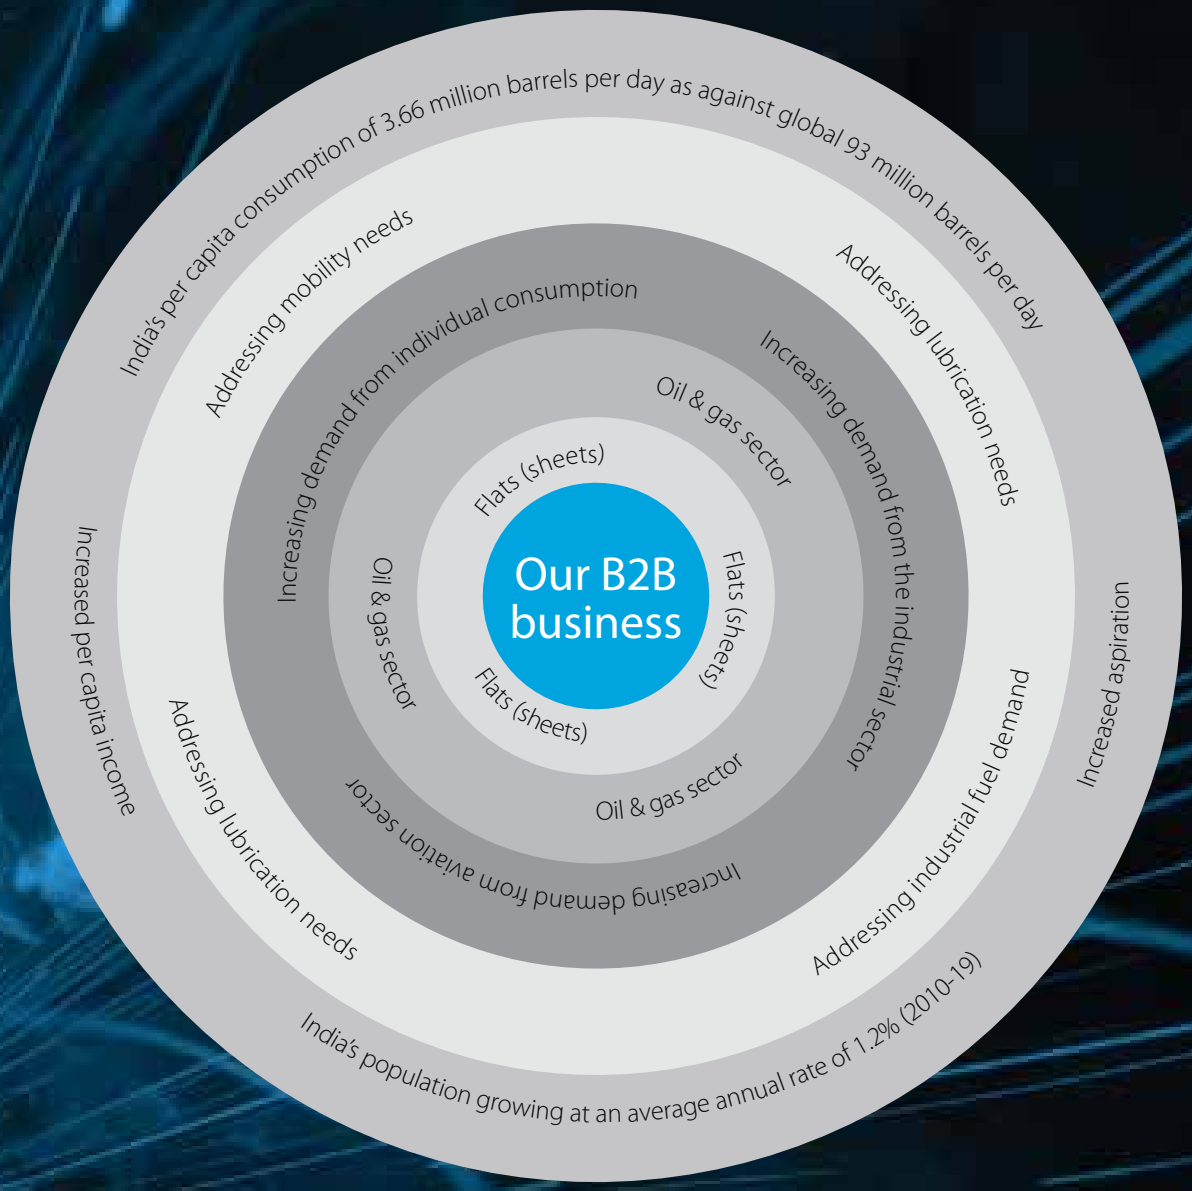 India's per capita consumption of 3.66 million barrels per day as against global 93 million barrels per day
Increased aspiration
India's population growing at an average annual rate of 1.2% (2010-19)
Increased per capita income
Addressing mobility needs
Addressing lubrication needs
Addressing industrial fuel demand
Addressing lubrication needs
Increasing demand from individual consumption
Increasing demand from the industrial sector
Increasing demand from aviation sector
Oil & gas sector
Oil & gas sector
Oil & gas sector
Flats (sheets)
Flats (sheets)
Flats (sheets)
Our B2B
business